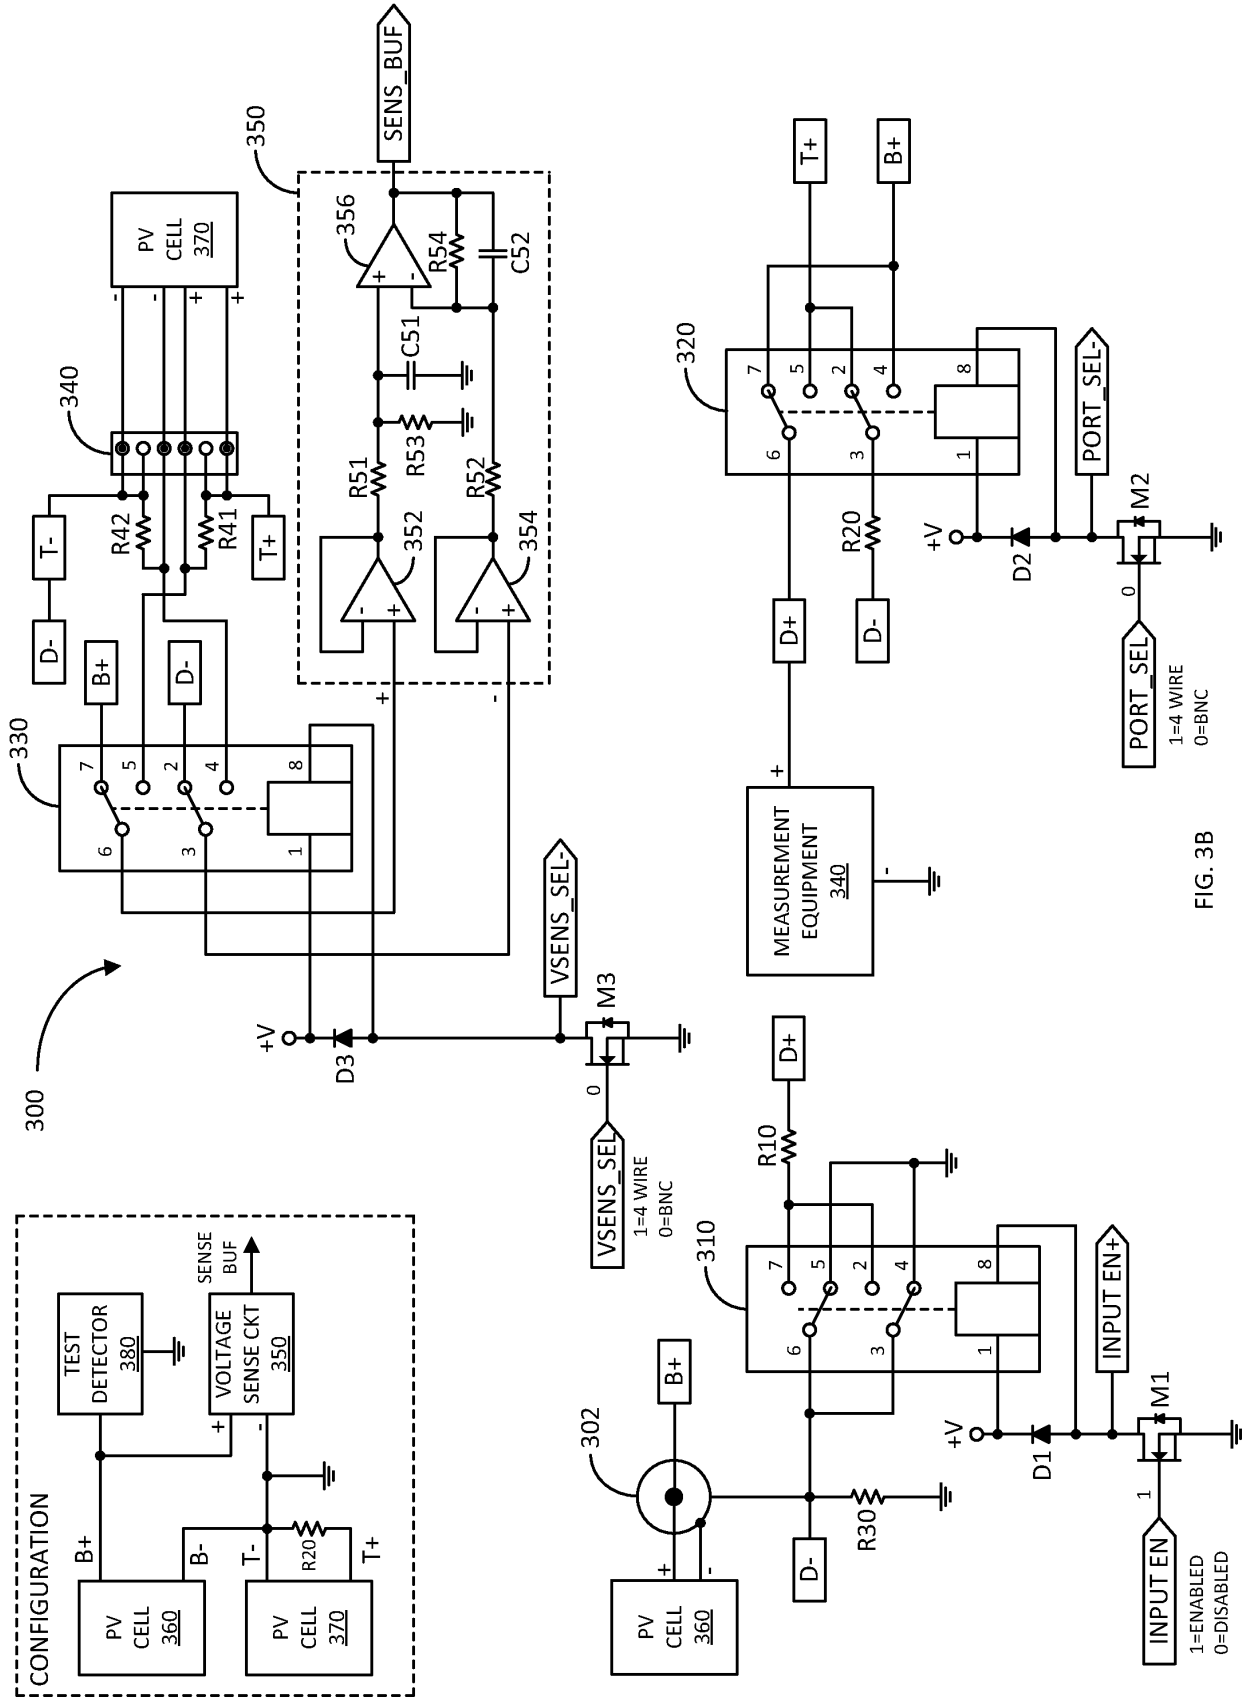 CONFIGURATION
PV
CELL
360
B+
B-
PV
CELL
370
T-
T+
R20
TEST
DETECTOR
380
VOLTAGE
SENSE CKT
350
+
-
SENSE
BUF
300
330
6
7
5
3
2
4
1
8
B+
D-
D-
T-
T+
R42
R41
340
-
-
+
+
PV
CELL
370
+V
D3
VSENS_SEL-
M3
0
VSENS_SEL
1=4 WIRE
0=BNC
350
+
-
-
+
352
-
+
354
R51
R52
R53
C51
+
-
356
R54
C52
SENS_BUF
PV
CELL
360
+
-
302
B+
D-
R30
310
6
7
5
3
2
4
1
8
R10
D+
+V
D1
INPUT EN+
M1
1
INPUT EN
1=ENABLED
0=DISABLED
MEASUREMENT
EQUIPMENT
340
+
-
D+
D-
R20
320
6
7
5
3
2
4
1
8
T+
B+
+V
D2
PORT_SEL-
M2
0
PORT_SEL
1=4 WIRE
0=BNC
FIG. 3B